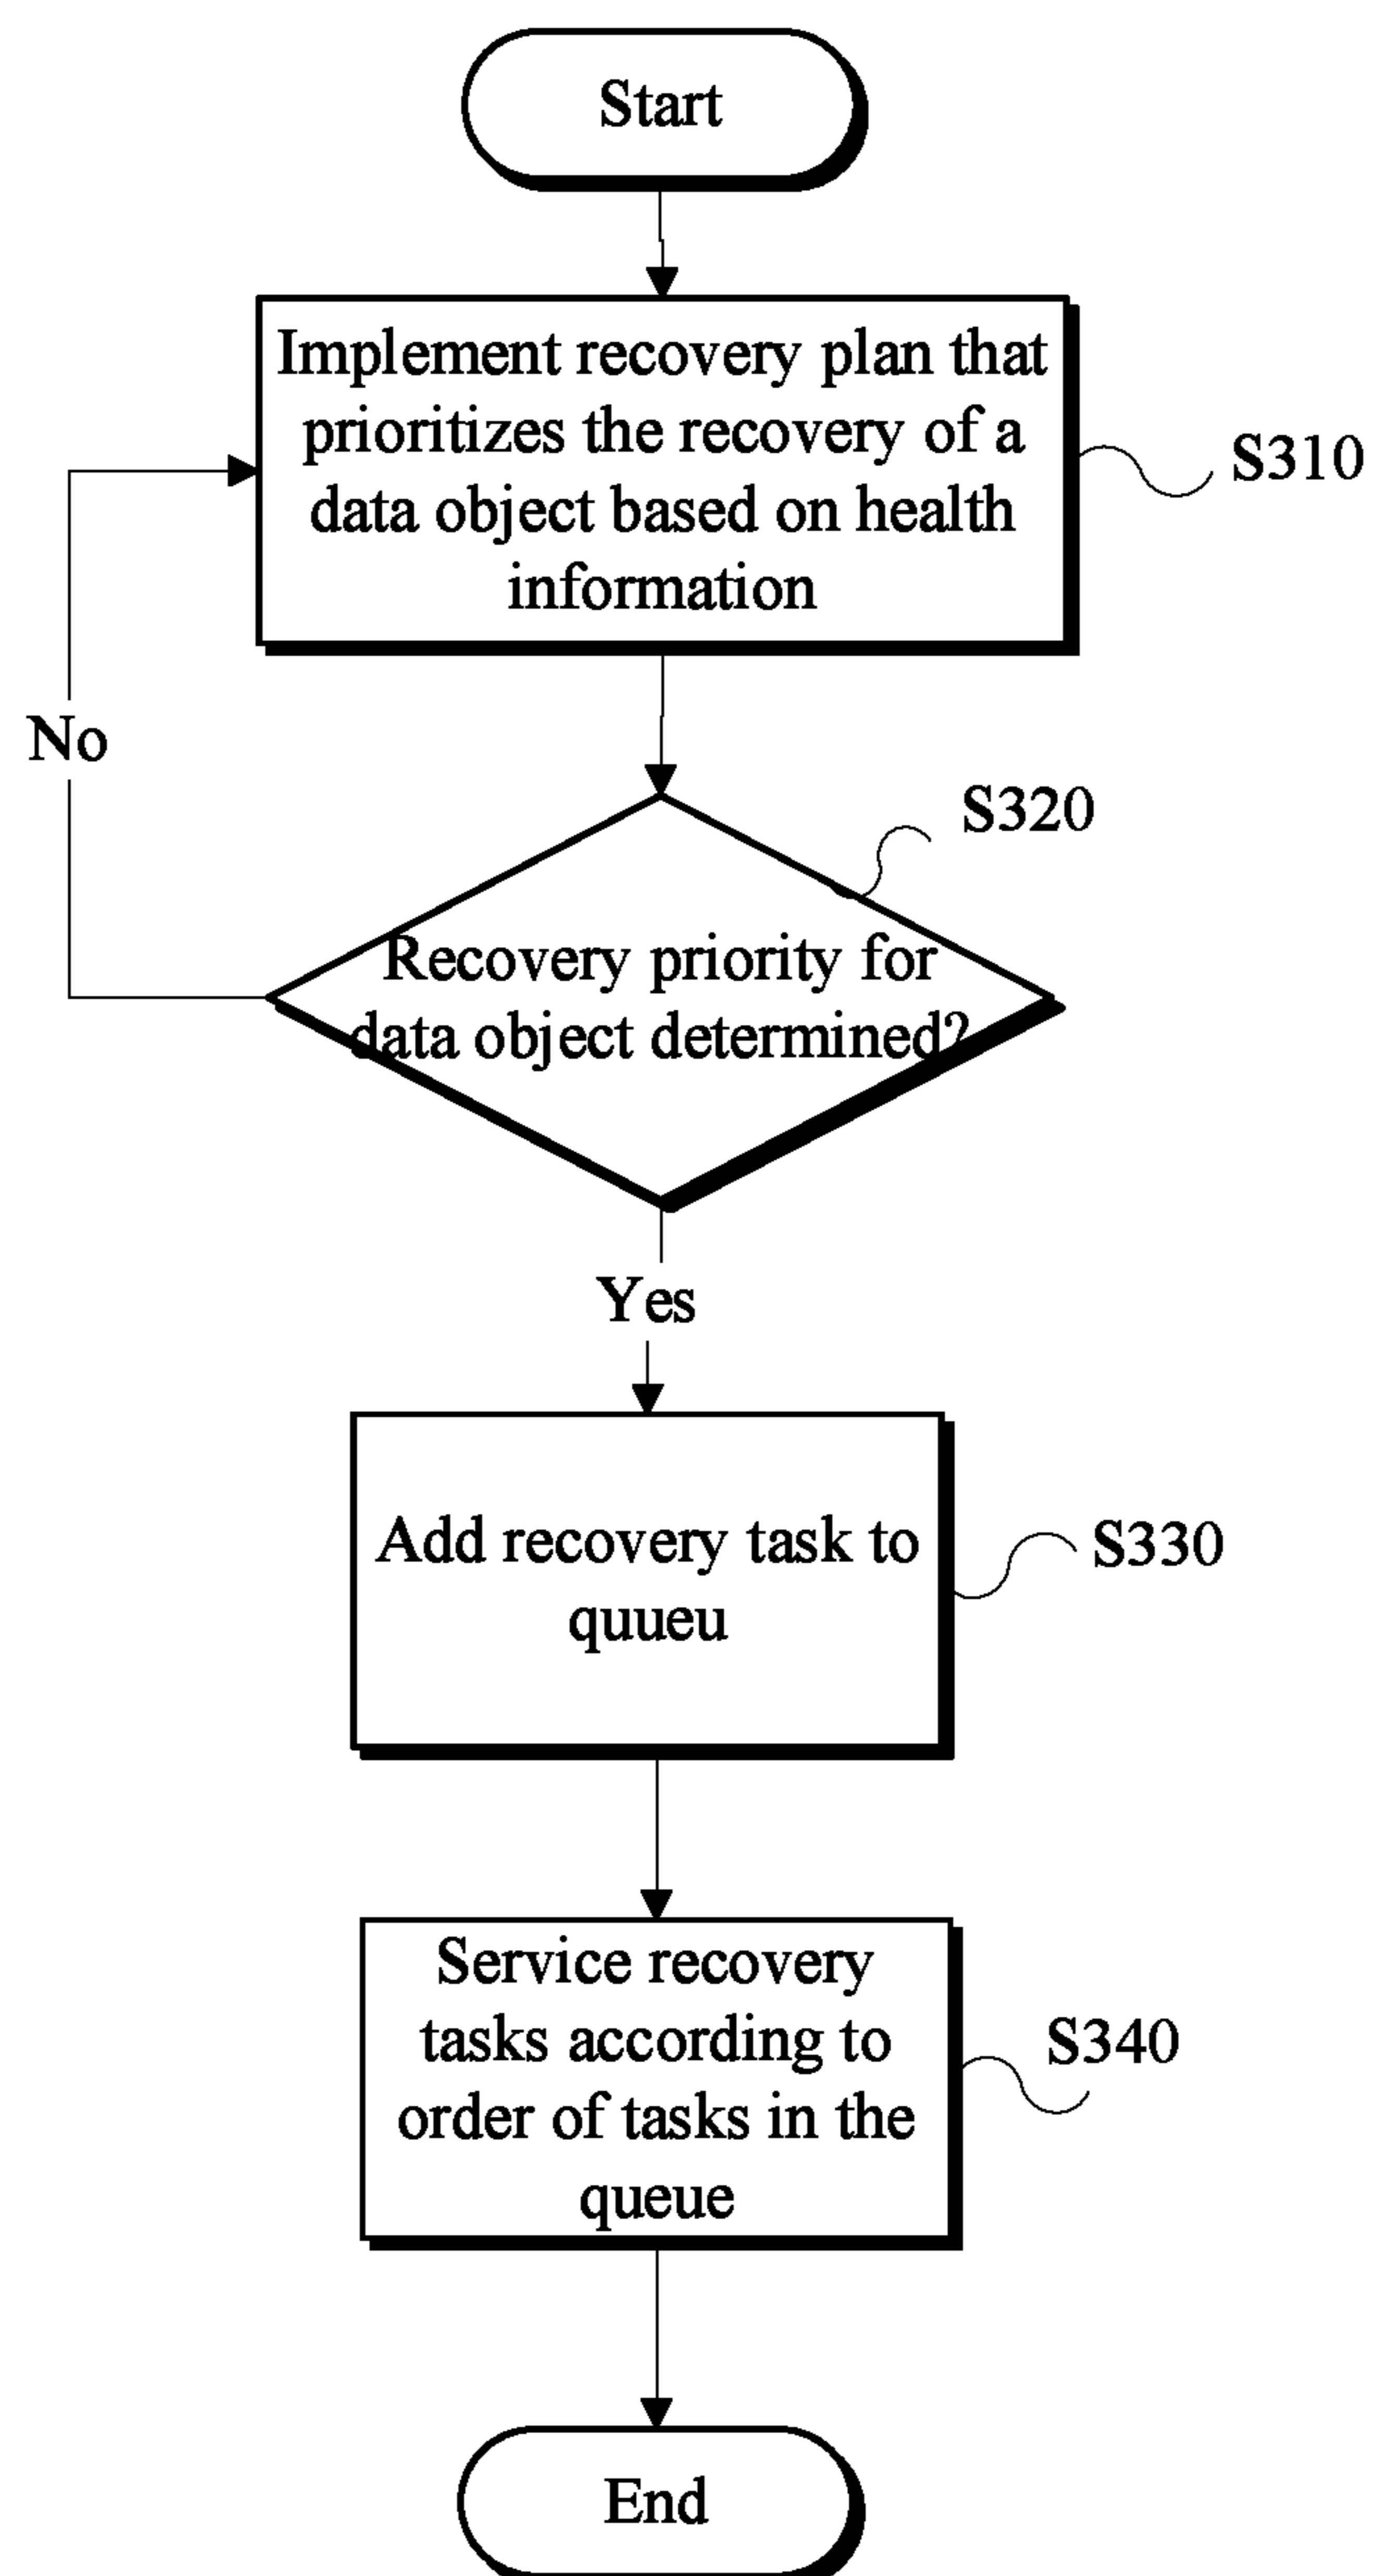 Start
Implement recovery plan that
prioritizes the recovery of a
data object based on health
information
S310
No
S320
Recovery priority for
data object determined?
Yes
Add recovery task to
quueu
S330
Service recovery
tasks according to
order of tasks in the
queue
S340
End